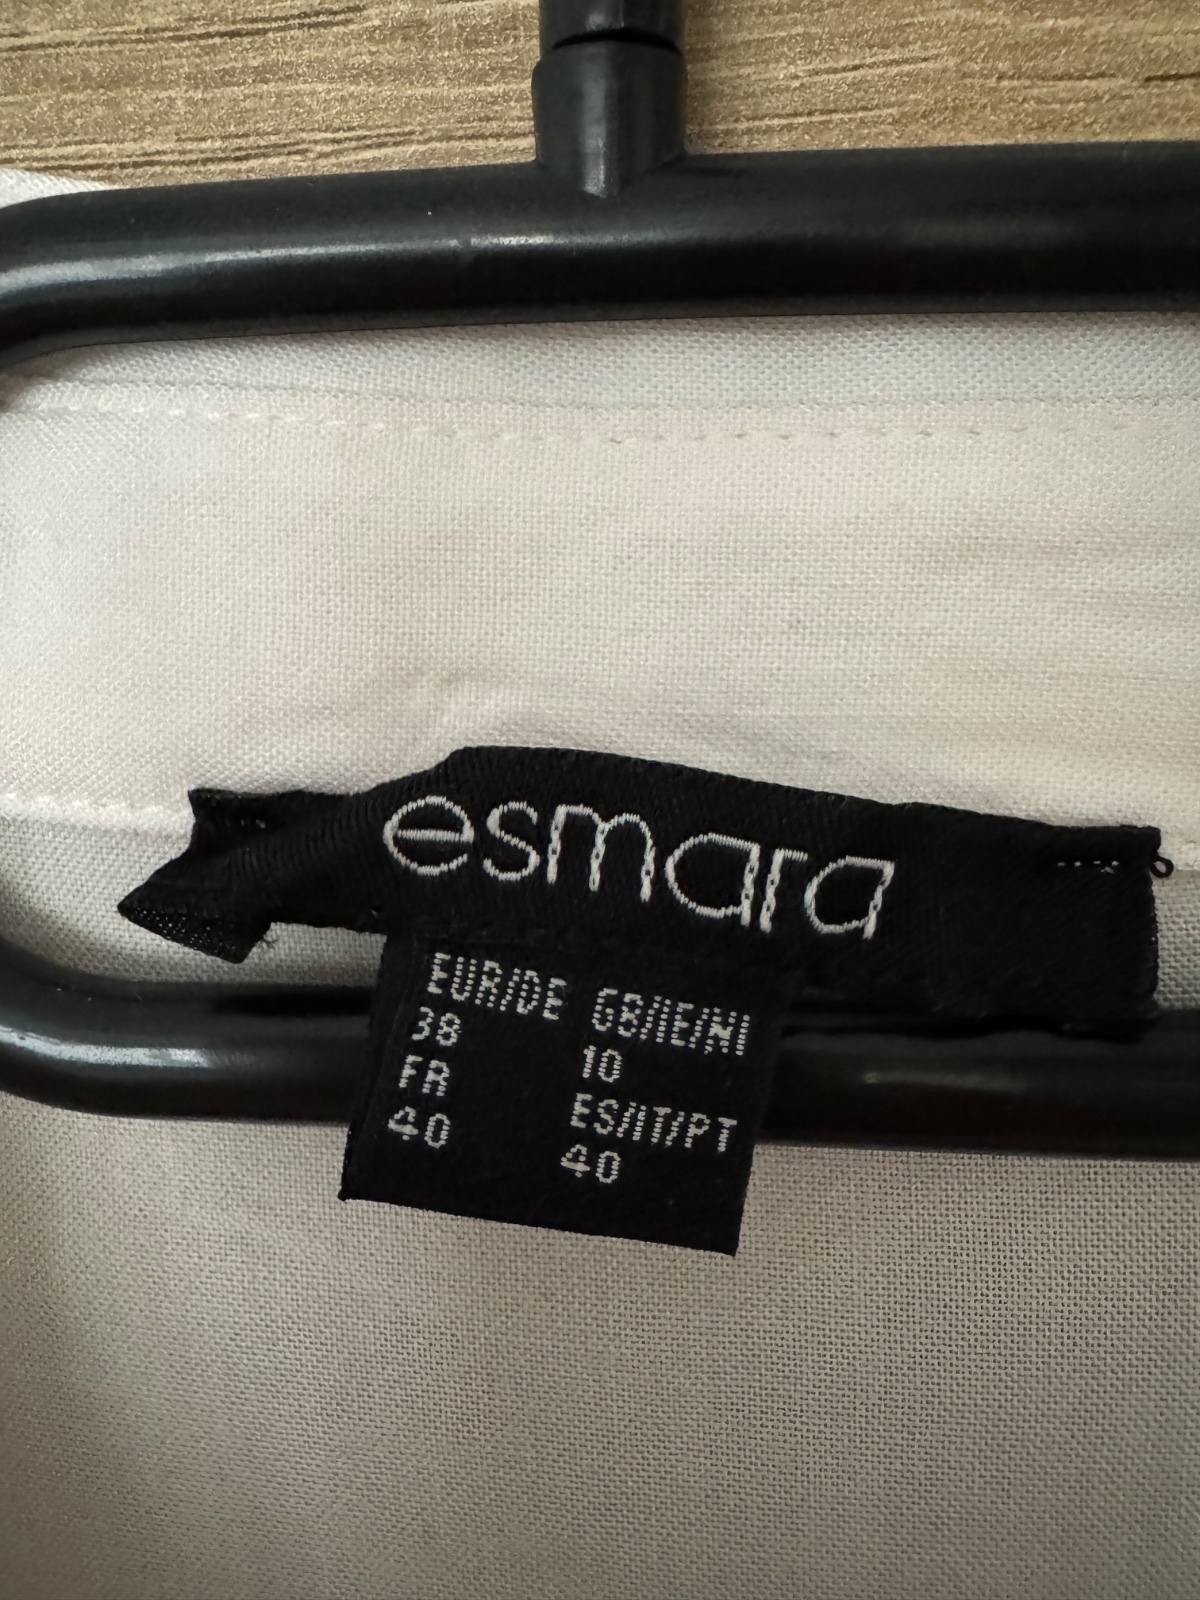 esmara
EUR/DE GB/IE/NI
38 10
FR ES/IT/PT
40 40